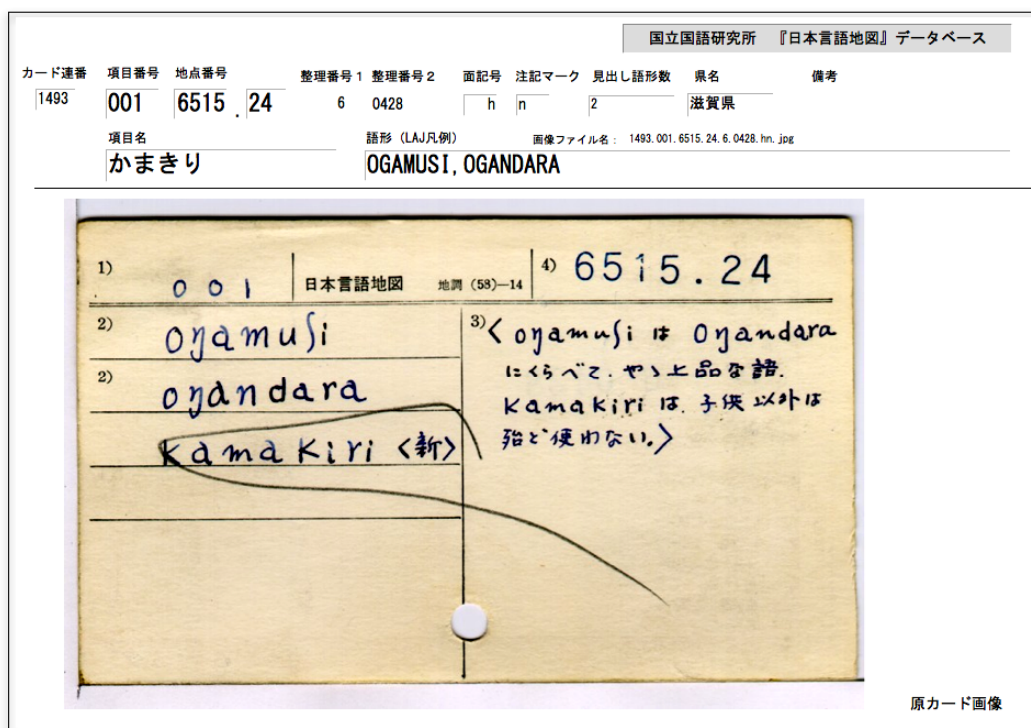 国立国語研究所 『日本言語地図』データベース
カード連番 項目番号 地点番号 整理番号1 整理番号2 面記号 注記マーク 見出し語形数 県名 備考
1493 001 6515 . 24 6 0428 h n 2 滋賀県
項目名 語形（LAJ凡例） 画像ファイル名： 1493.001.6515.24.6.0428.hn.jpg
かまきり OGAMUSI, OGANDARA
1) 001 日本言語地図 地調 (58)—14 4) 6515.24
2) oŋamuʃi
2) oŋandara
kamakiri〈新〉
3)〈oŋamuʃi は oŋandara
にくらべて、やゝ上品な語.
kamakiri は、子供以外は
殆ど使わない。〉
原カード画像